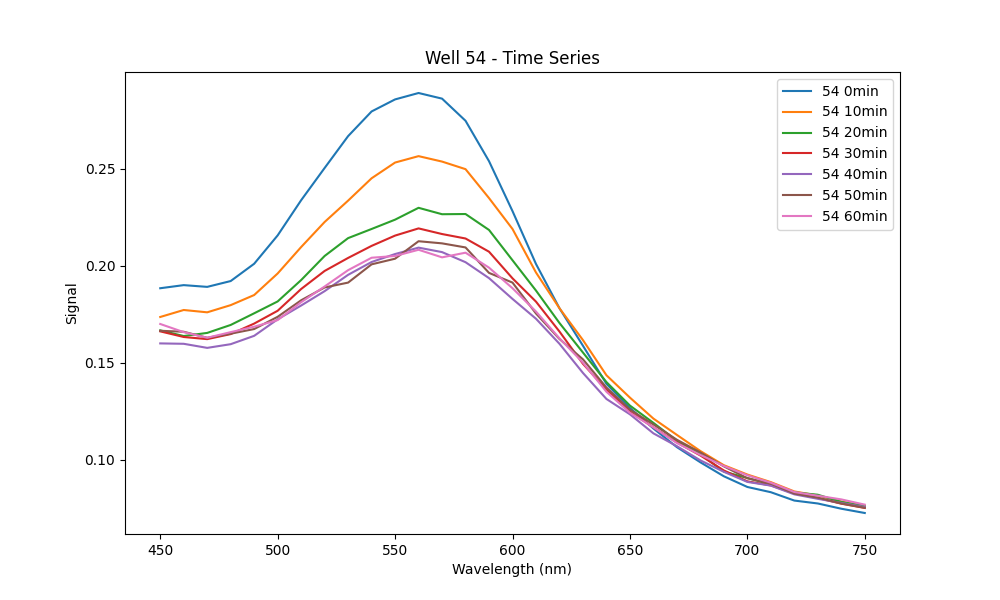 Well 54 - Time Series
54 0min
54 10min
54 20min
54 30min
54 40min
54 50min
54 60min
Signal
0.25
0.20
0.15
0.10
450 500 550 600 650 700 750
Wavelength (nm)